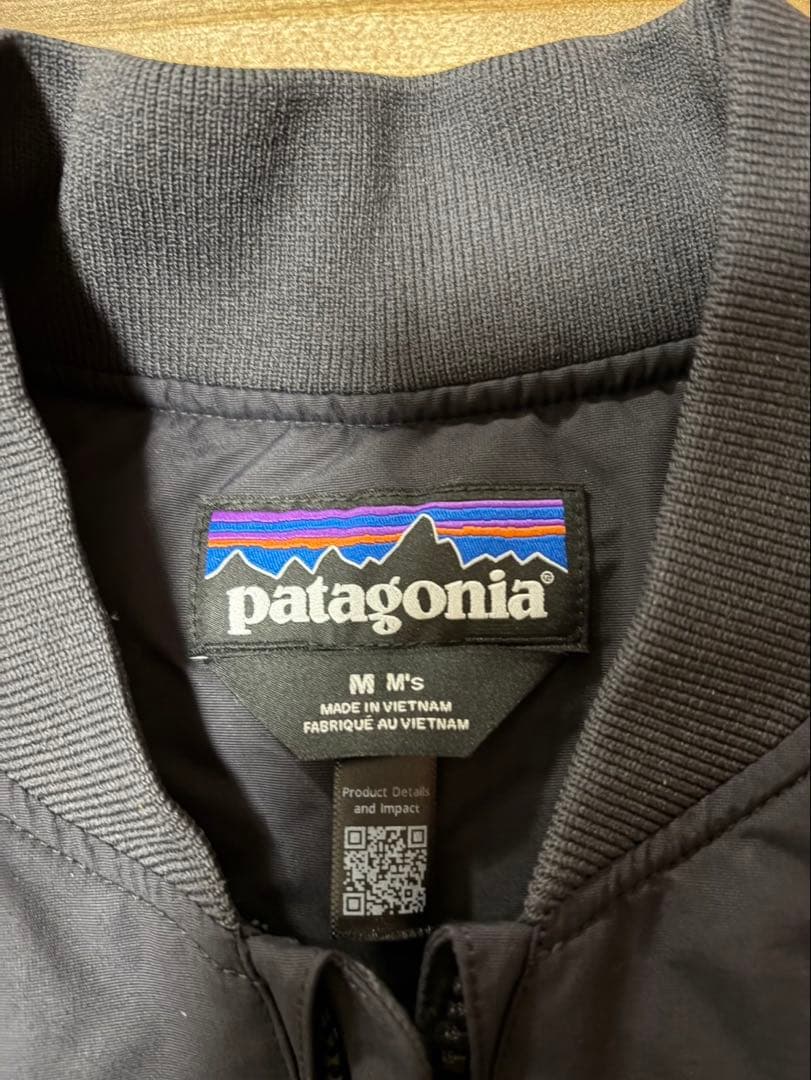 patagonia®
M M's
MADE IN VIETNAM
FABRIQUÉ AU VIETNAM
Product Details
and Impact